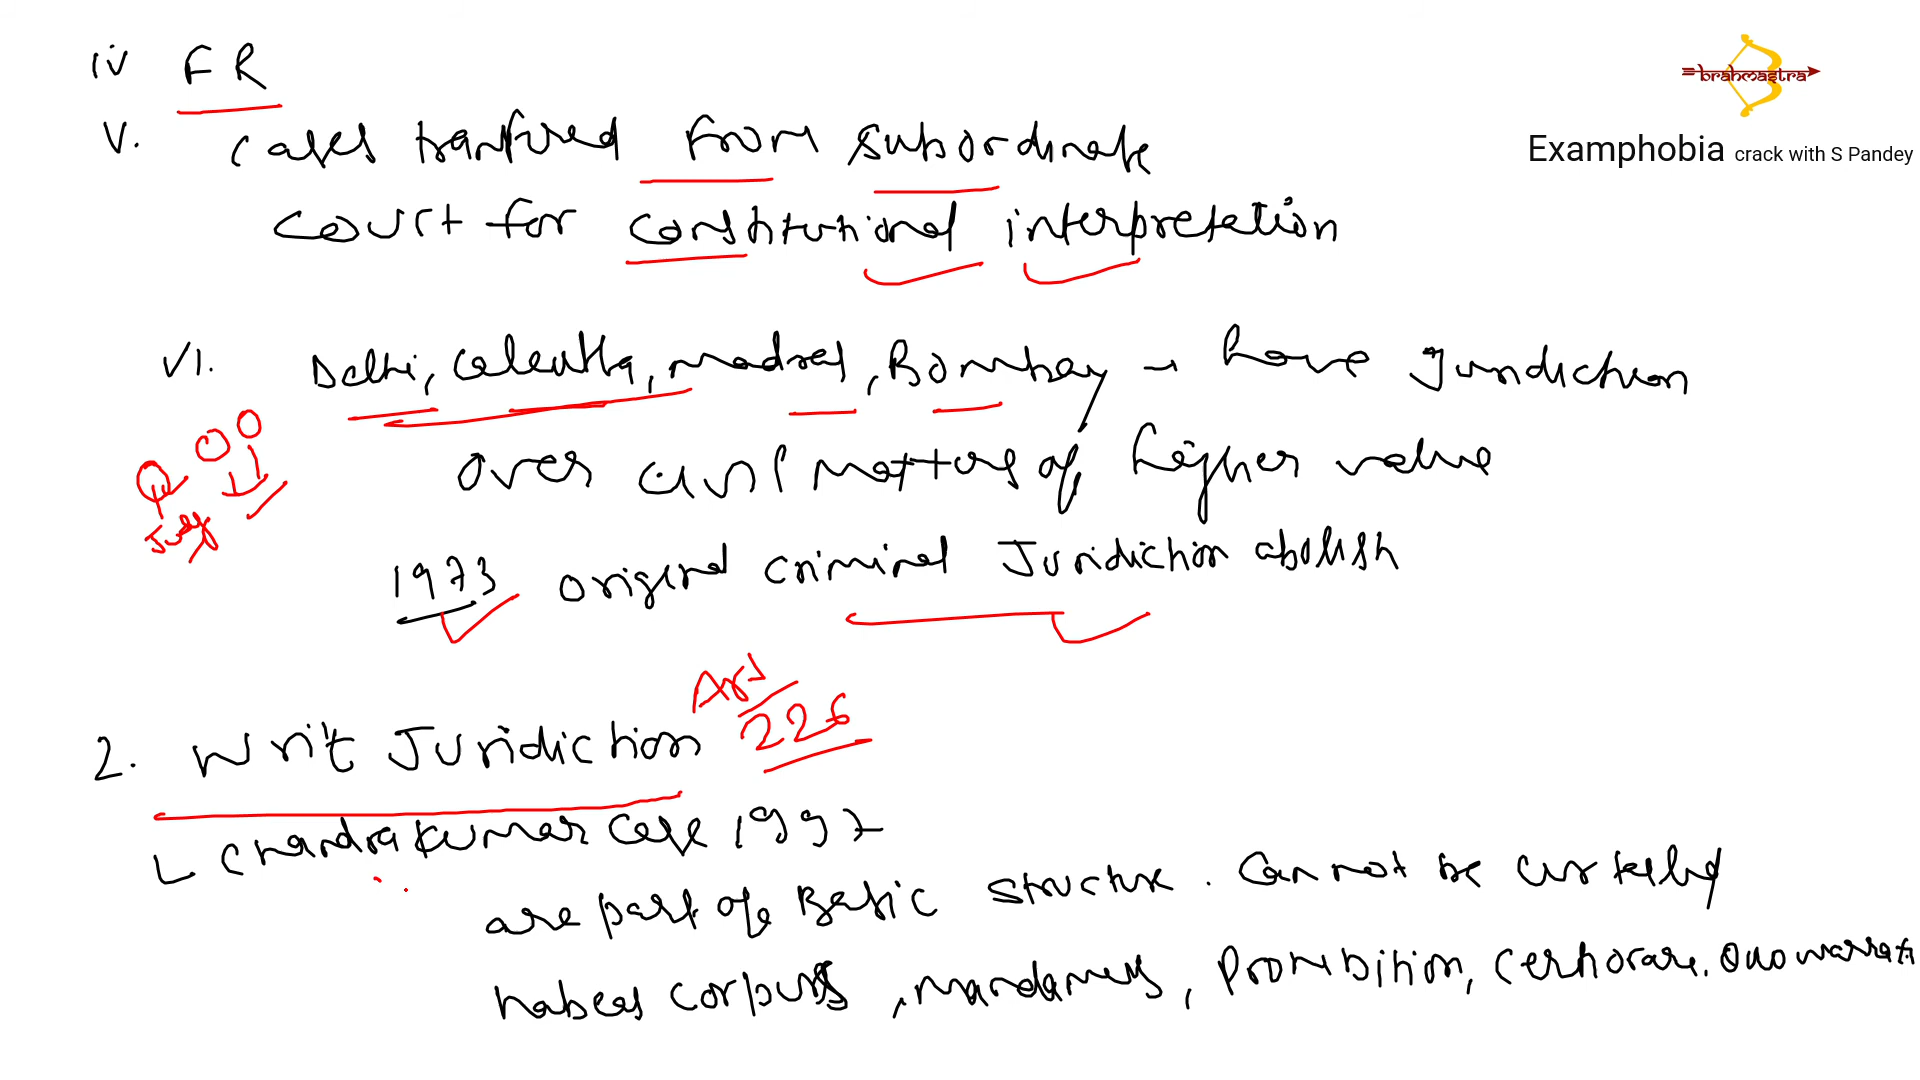 iv FR
brahmastra
Examphobia crack with S Pandey
V. Cases tranfured from subordinate
court for constitutional interpretation
VI. Delhi, Calcutta, madras, Bombay → have Juridiction
over civil matters of higher value
Judge
1973 original criminal Juridiction abolish
Art
226
2. Writ Juridiction
Chandra Kumar Case 1997
are part of Basic structure. Can not be
habeas corpus, mandamus, Prohibition, Certiorari, Quo warranto